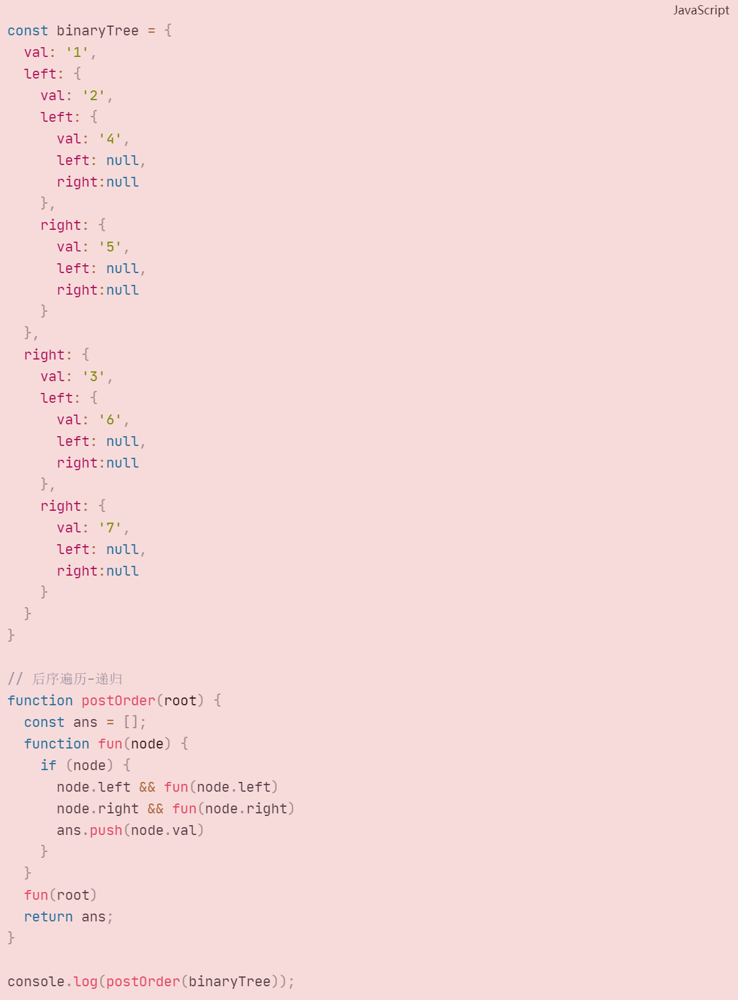 JavaScript
const binaryTree = {
  val: '1',
  left: {
    val: '2',
    left: {
      val: '4',
      left: null,
      right:null
    },
    right: {
      val: '5',
      left: null,
      right:null
    }
  },
  right: {
    val: '3',
    left: {
      val: '6',
      left: null,
      right:null
    },
    right: {
      val: '7',
      left: null,
      right:null
    }
  }
}

// 后序遍历-递归
function postOrder(root) {
  const ans = [];
  function fun(node) {
    if (node) {
      node.left && fun(node.left)
      node.right && fun(node.right)
      ans.push(node.val)
    }
  }
  fun(root)
  return ans;
}

console.log(postOrder(binaryTree));